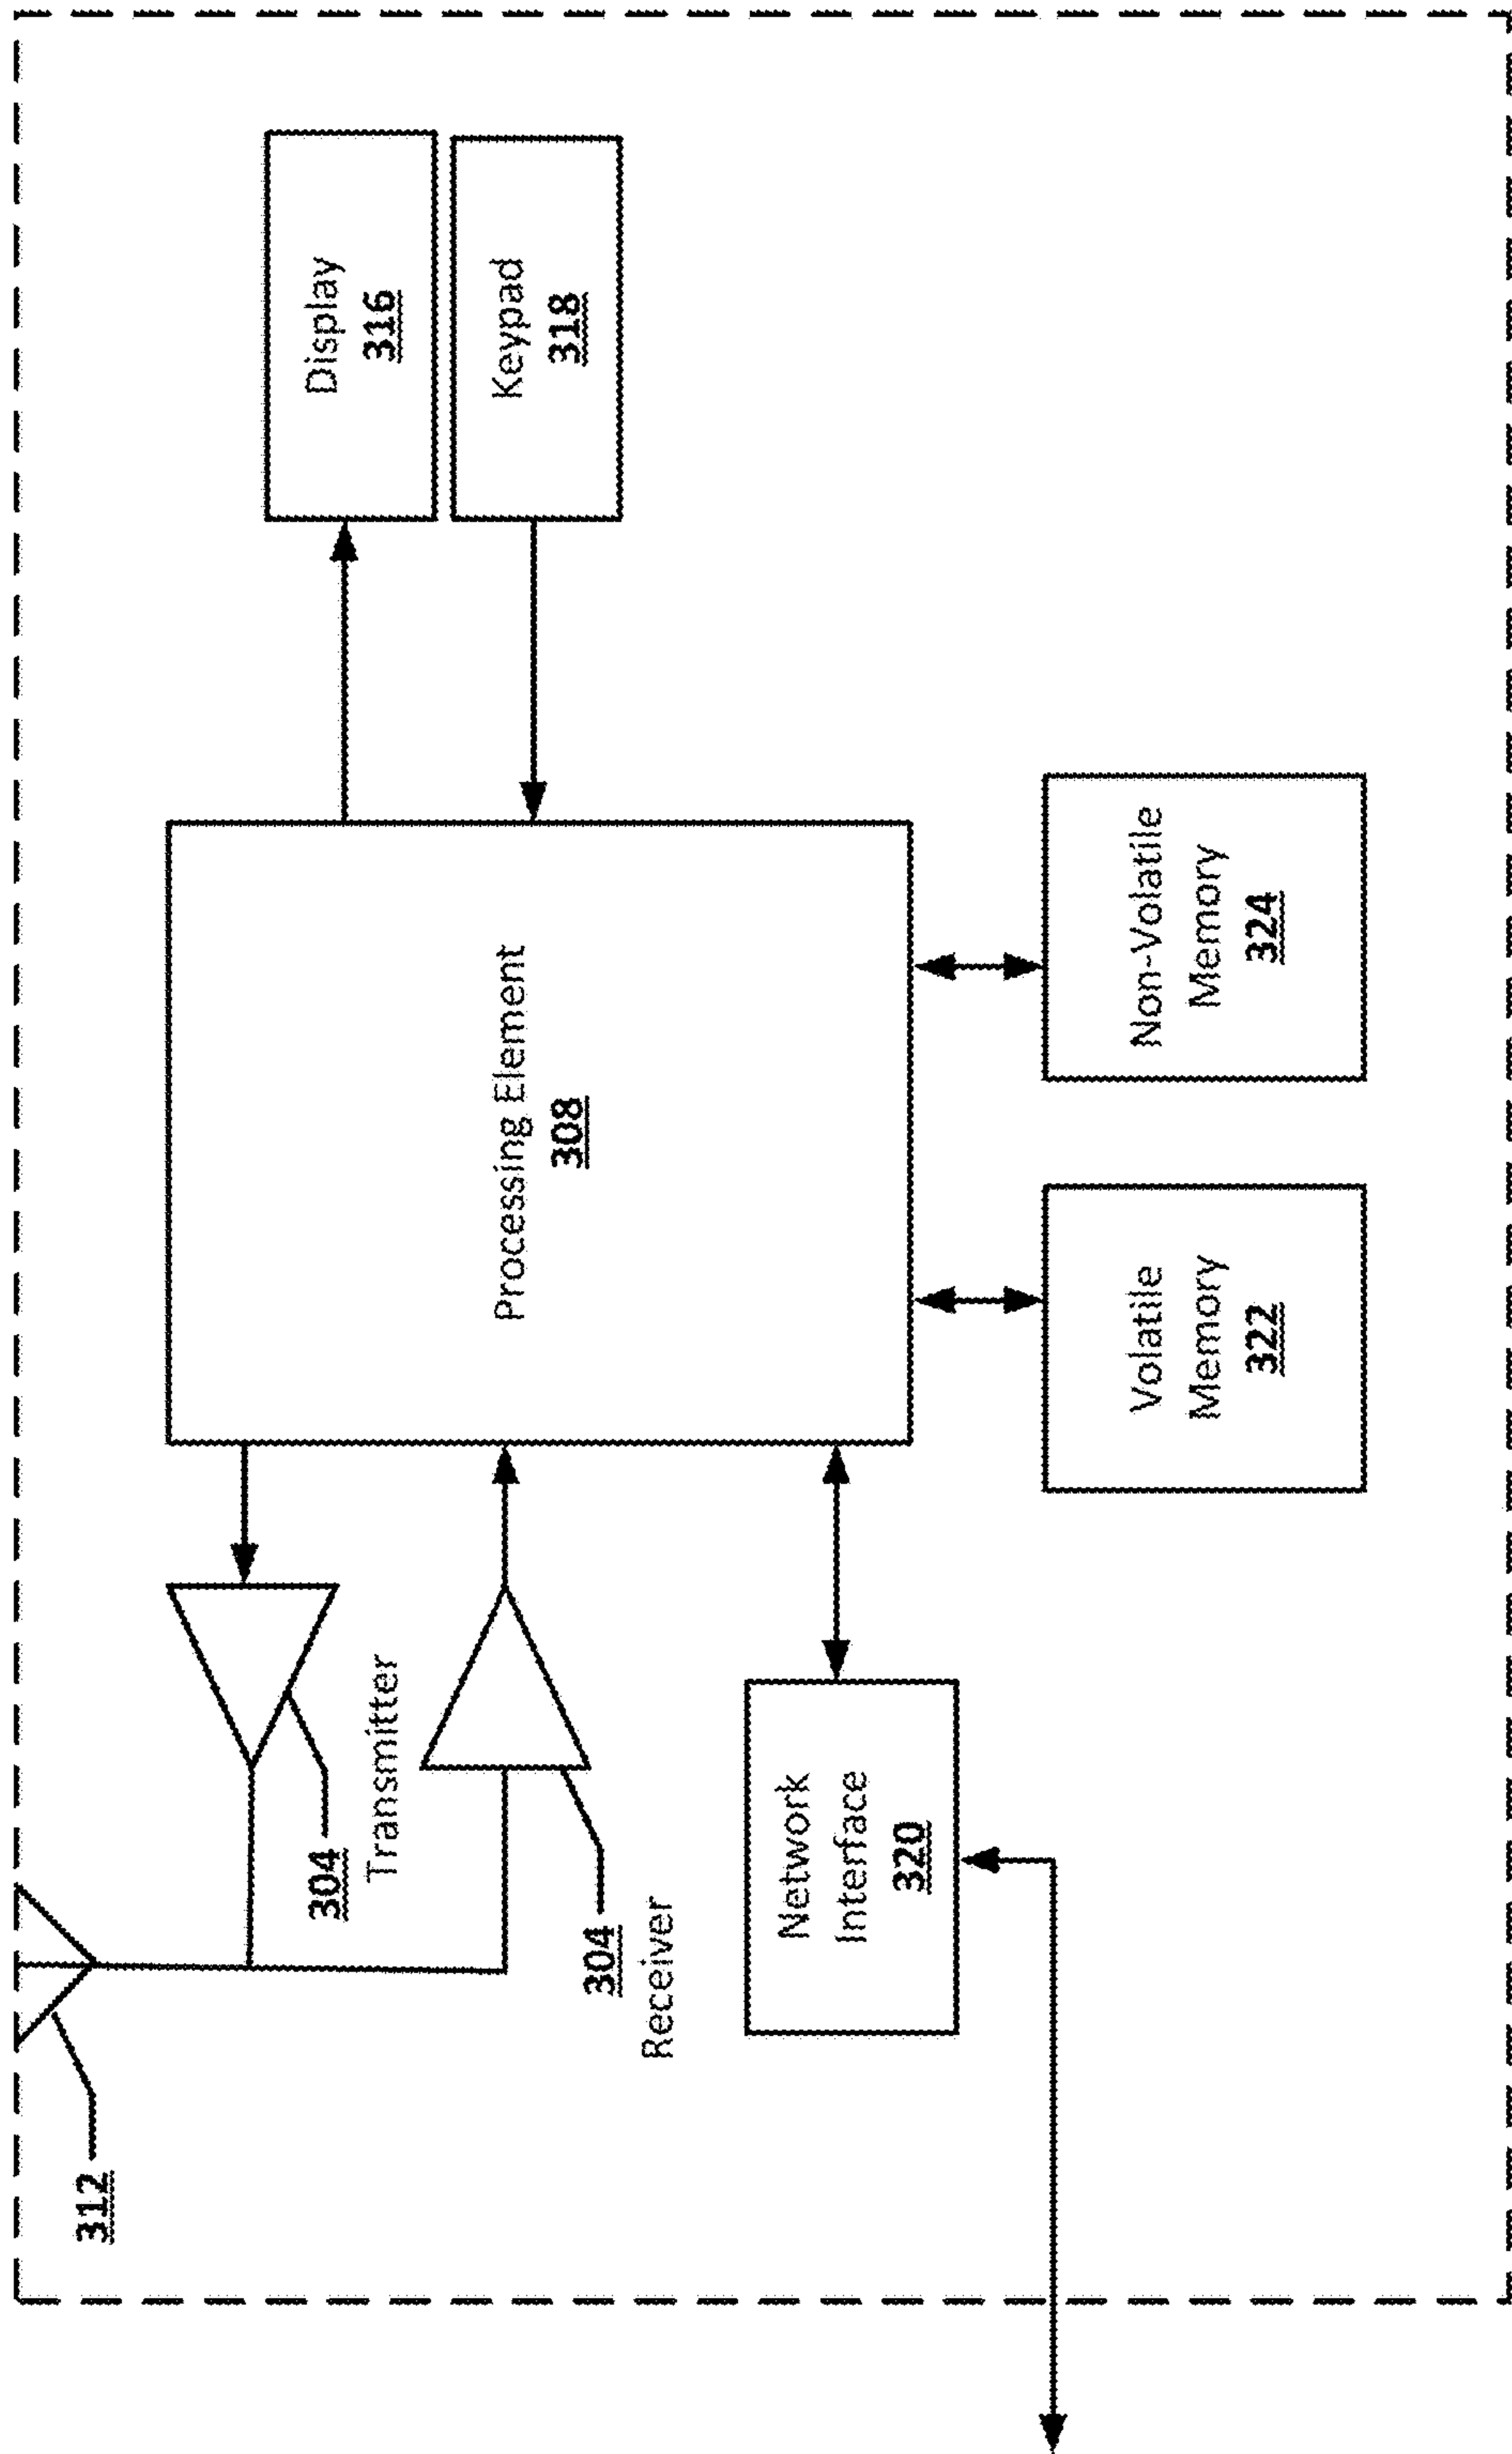 312
304
Transmitter
304
Receiver
Network
Interface
320
Processing Element
308
Volatile
Memory
322
Non-Volatile
Memory
324
Display
316
Keypad
318